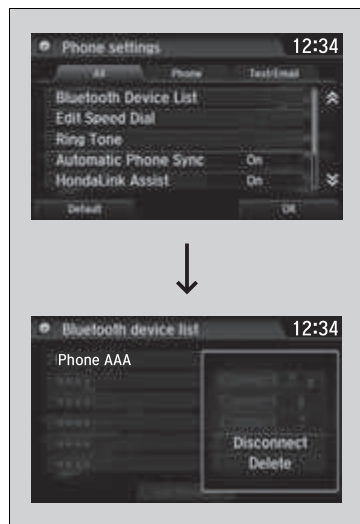 Phone settings 12:34
All Phone Text/Email
Bluetooth Device List
Edit Speed Dial
Ring Tone
Automatic Phone Sync On
HondaLink Assist On
Default OK
Bluetooth device list 12:34
Phone AAA
Disconnect
Delete